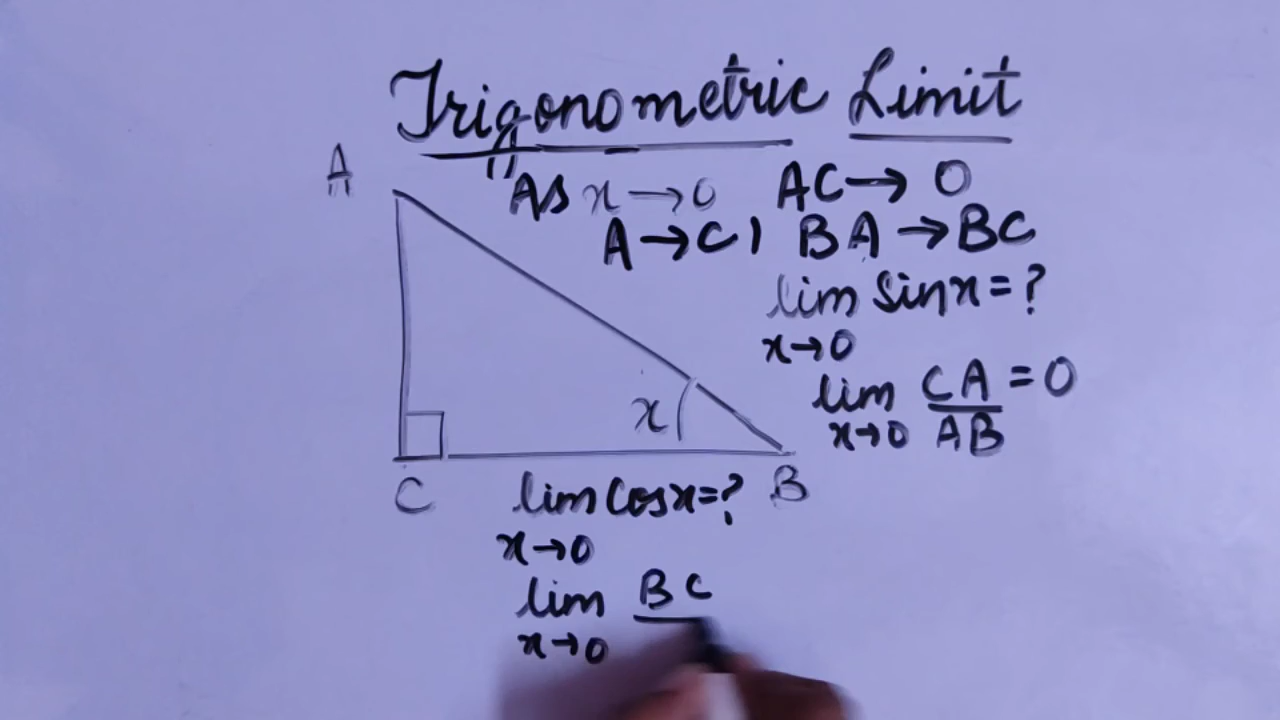 Trigonometric Limit
A
As x → 0 AC → 0
A → C, BA → BC
lim sinx = ?
x→0
lim CA/AB = 0
x→0
x
C
B
lim Cosx = ?
x→0
lim BC
x→0